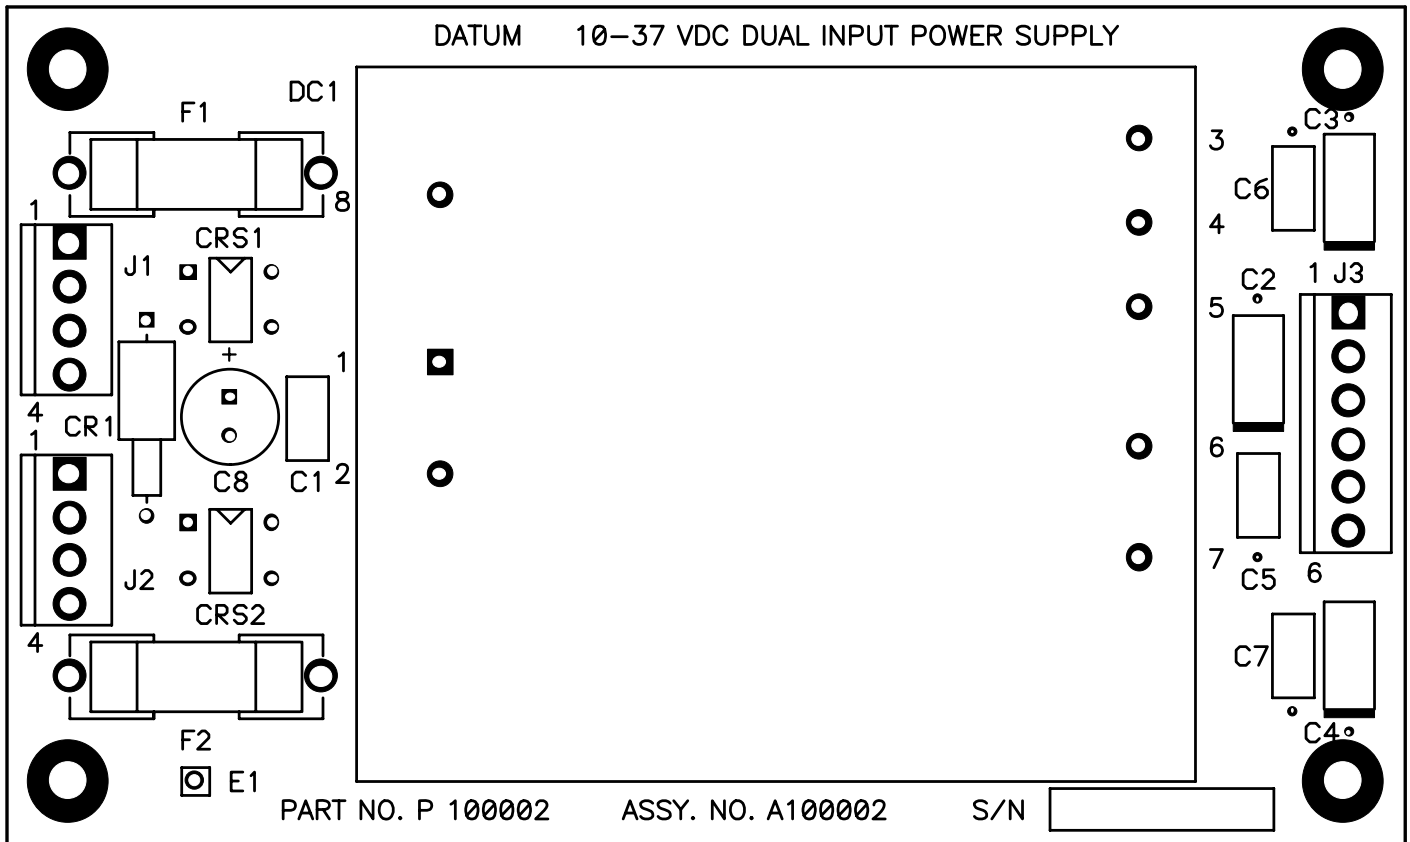 DATUM 10-37 VDC DUAL INPUT POWER SUPPLY
DC1
F1
C3
3
C6
8
1
4
CRS1
J1
1 J3
C2
5
+
1
4
CR1
1
6
2
C8
C1
7
J2
C5
6
CRS2
4
C7
F2
C4
E1
PART NO. P 100002 ASSY. NO. A100002 S/N